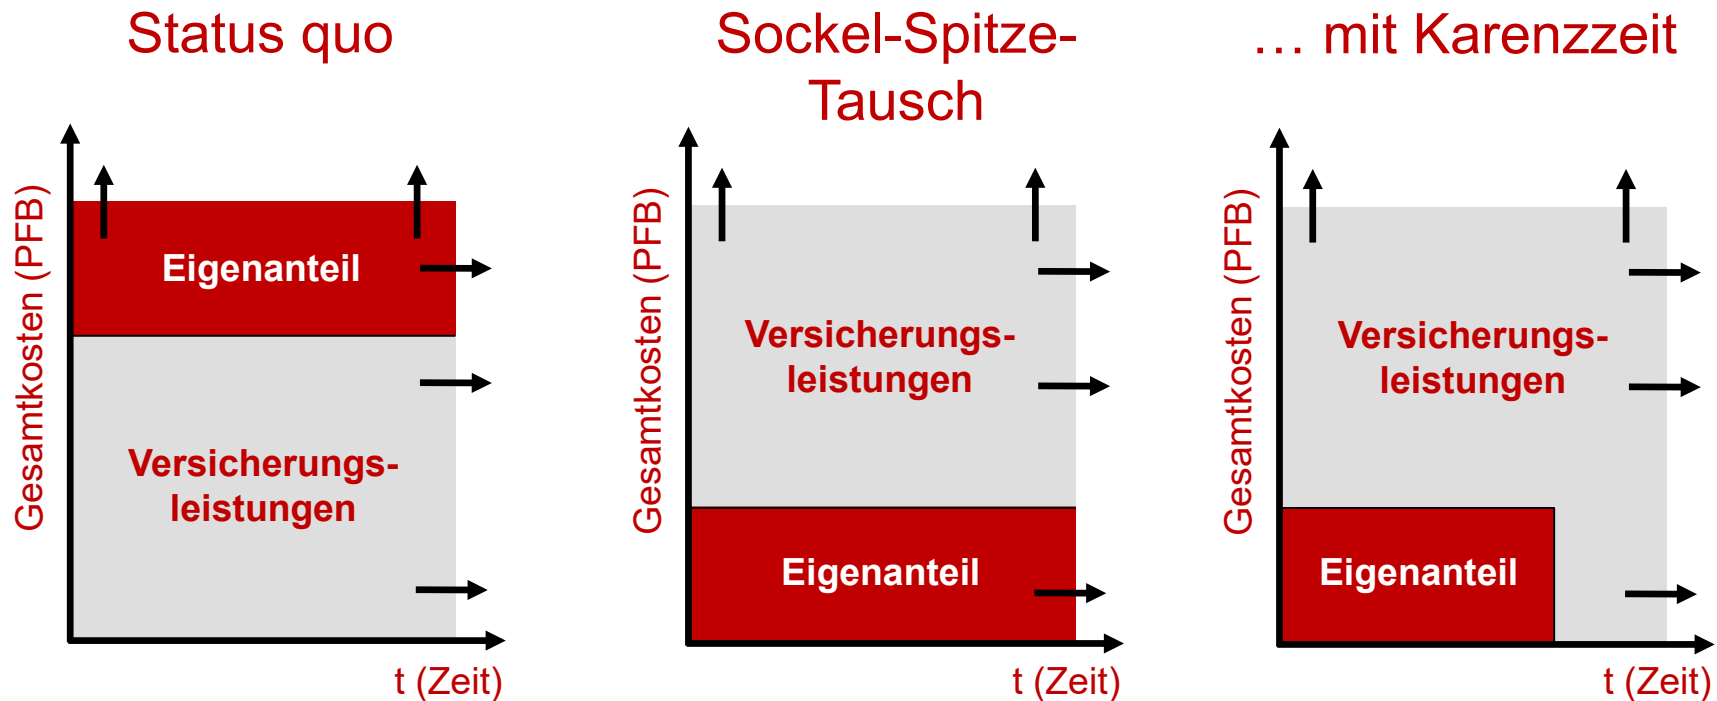 Status quo
Gesamtkosten (PFB)
Eigenanteil
Versicherungs-
leistungen
t (Zeit)
Sockel-Spitze-
Tausch
Gesamtkosten (PFB)
Versicherungs-
leistungen
Eigenanteil
t (Zeit)
… mit Karenzzeit
Gesamtkosten (PFB)
Versicherungs-
leistungen
Eigenanteil
t (Zeit)